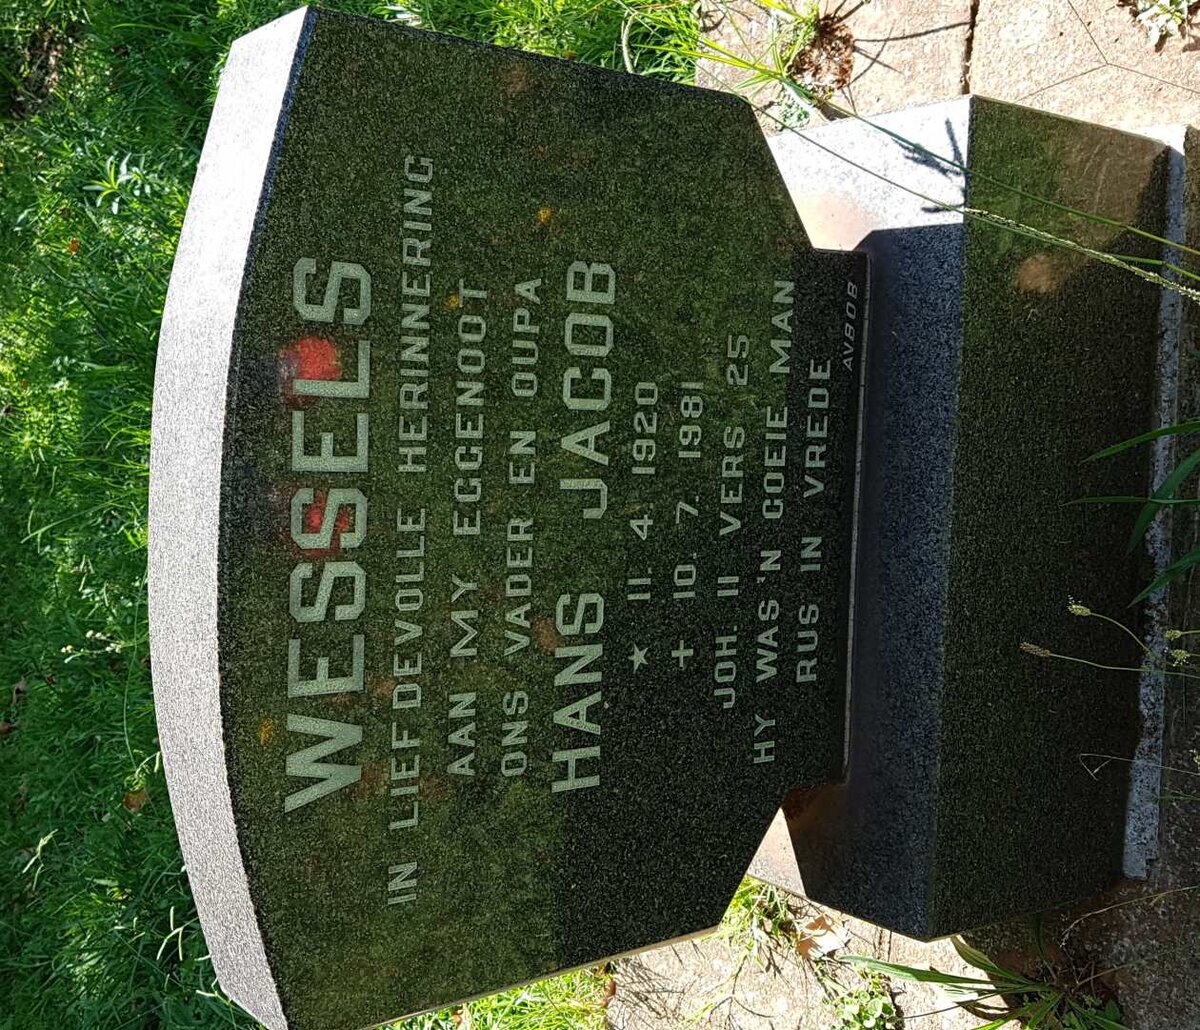 WESSELS
IN LIEFDEVOLLE HERINNERING
AAN MY EGGENOOT
ONS VADER EN OUPA
HANS JACOB
★ 11. 4. 1920
+ 10. 7. 1981
JOH. 11 VERS 25
HY WAS 'N GOEIE MAN
RUS IN VREDE
AVBOB